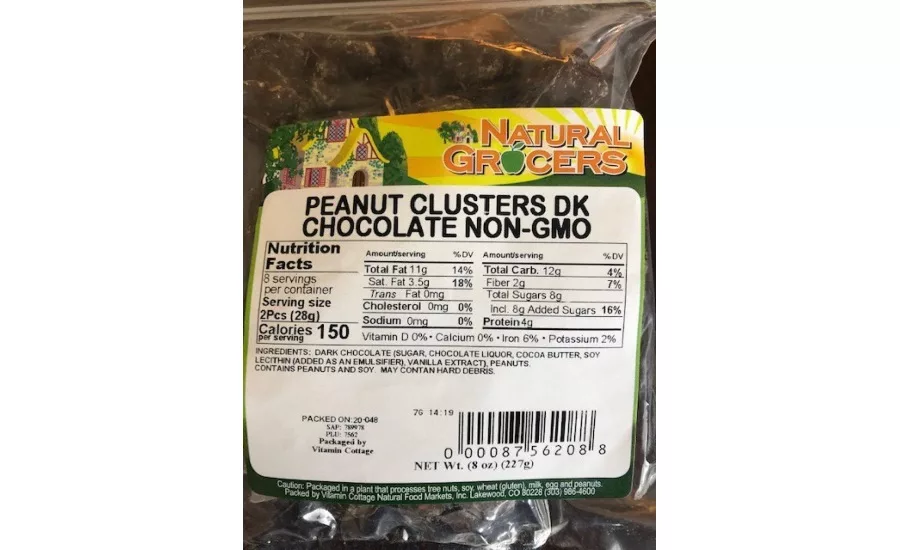 NATURAL
GROCERS
PEANUT CLUSTERS DK
CHOCOLATE NON-GMO
Nutrition
Facts
8 servings
per container
Serving size
2Pcs (28g)
Calories 150
per serving
Amount/serving %DV
Total Fat 11g 14%
Sat. Fat 3.5g 18%
Trans Fat 0mg
Cholesterol 0mg 0%
Sodium 0mg 0%
Amount/serving %DV
Total Carb. 12g 4%
Fiber 2g 7%
Total Sugars 8g
Incl. 8g Added Sugars 16%
Protein 4g
Vitamin D 0% • Calcium 0% • Iron 6% • Potassium 2%
INGREDIENTS: DARK CHOCOLATE (SUGAR, CHOCOLATE LIQUOR, COCOA BUTTER, SOY
LECITHIN (ADDED AS AN EMULSIFIER), VANILLA EXTRACT), PEANUTS.
CONTAINS PEANUTS AND SOY. MAY CONTAN HARD DEBRIS.
PACKED ON: 20-048
SAP: 789978
PLU: 7562
Packaged by
Vitamin Cottage
76 14:19
0 00087 56208 8
NET Wt. (8 oz) (227g)
Caution: Packaged in a plant that processes tree nuts, soy, wheat (gluten), milk, egg and peanuts.
Packed by Vitamin Cottage Natural Food Markets, Inc. Lakewood, CO 80228 (303) 986-4600